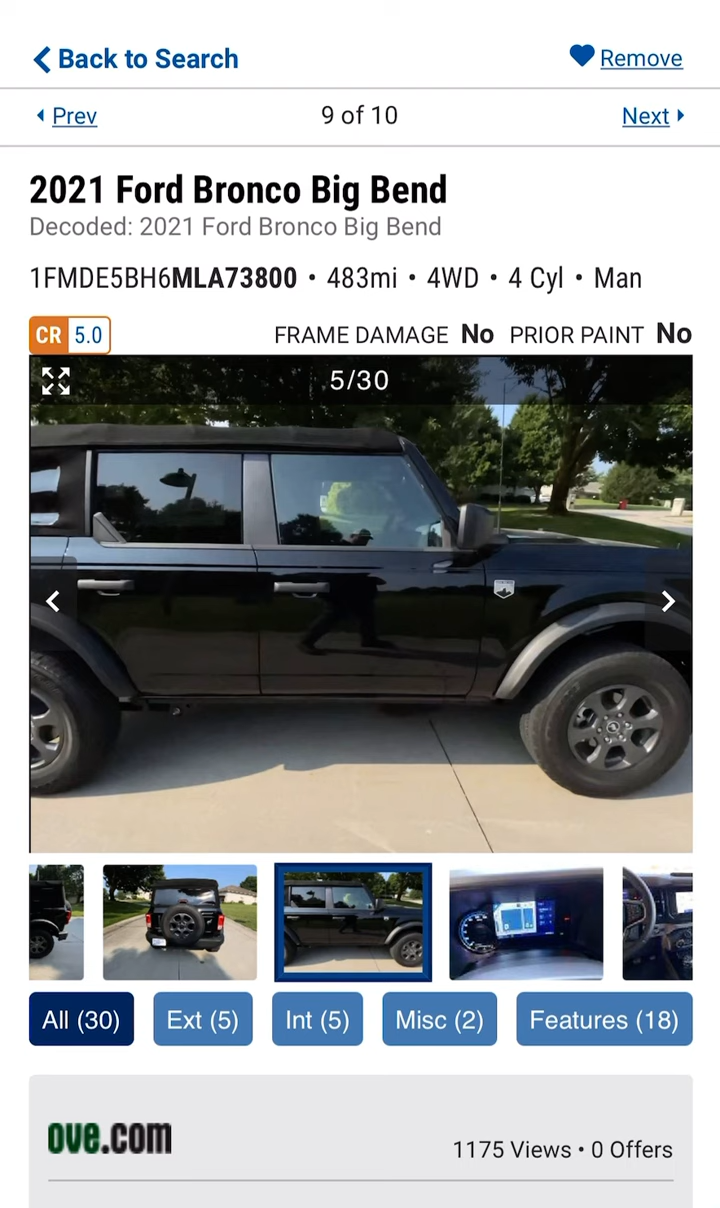 Back to Search
Remove
Prev
9 of 10
Next
2021 Ford Bronco Big Bend
Decoded: 2021 Ford Bronco Big Bend
1FMDE5BH6MLA73800 • 483mi • 4WD • 4 Cyl • Man
CR 5.0 FRAME DAMAGE No PRIOR PAINT No
5/30
All (30)
Ext (5)
Int (5)
Misc (2)
Features (18)
ove.com
1175 Views • 0 Offers